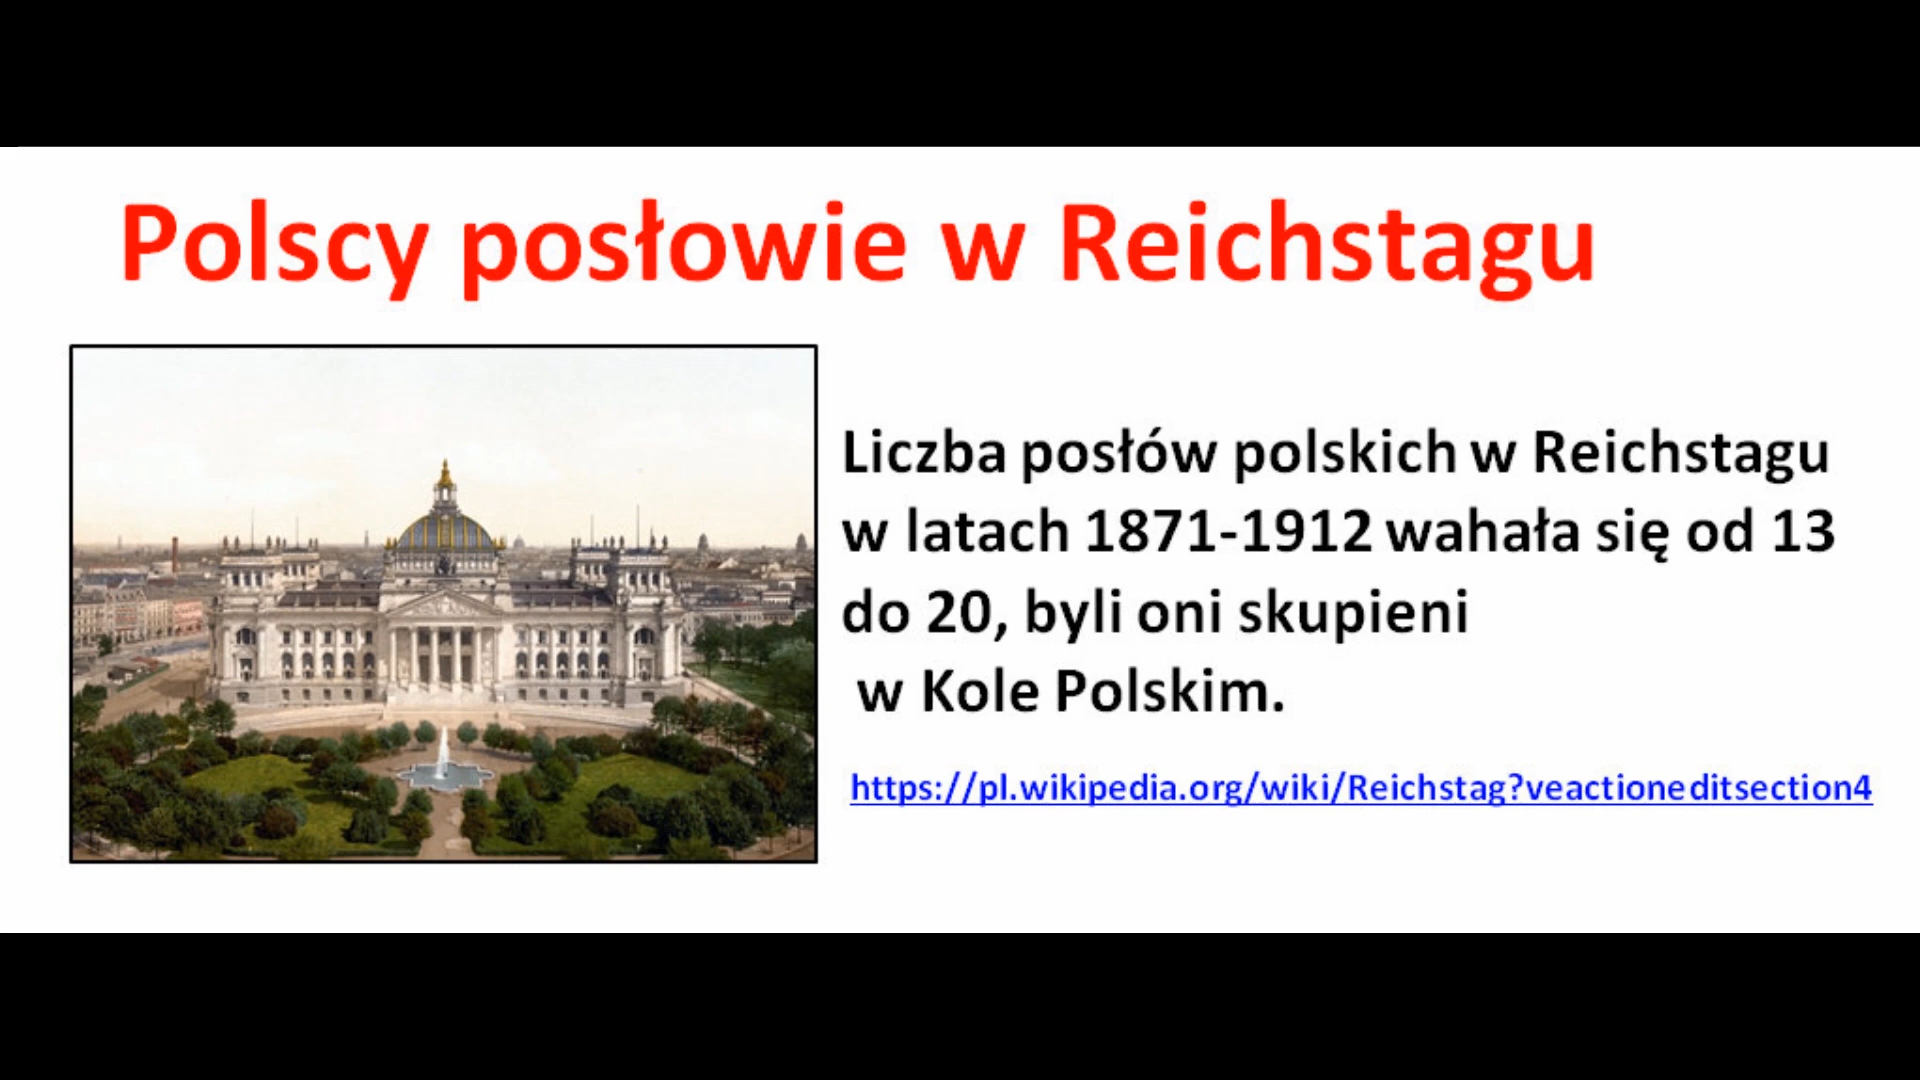 Polscy posłowie w Reichstagu
Liczba posłów polskich w Reichstagu
w latach 1871-1912 wahała się od 13
do 20, byli oni skupieni
w Kole Polskim.
https://pl.wikipedia.org/wiki/Reichstag?veactioneditsection4